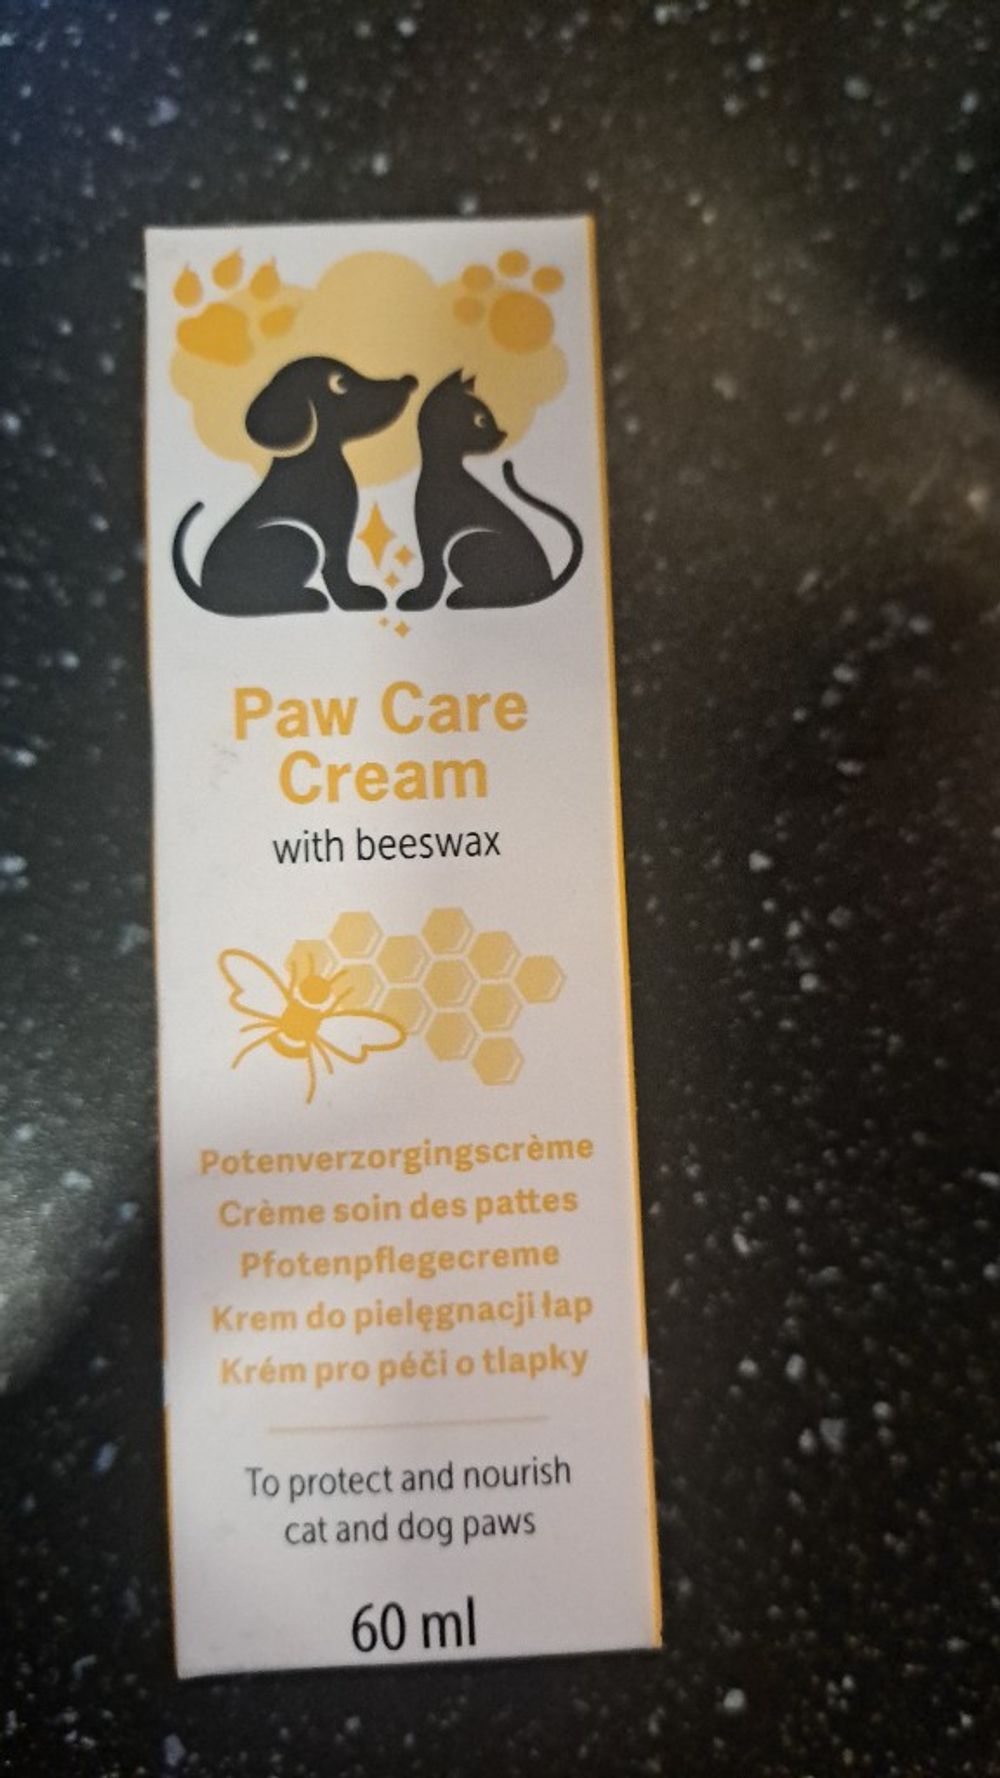 Paw Care
Cream
with beeswax
Potenverzorgingscrème
Crème soin des pattes
Pfotenpflegecreme
Krem do pielęgnacji łap
Krém pro péči o tlapky
To protect and nourish
cat and dog paws
60 ml